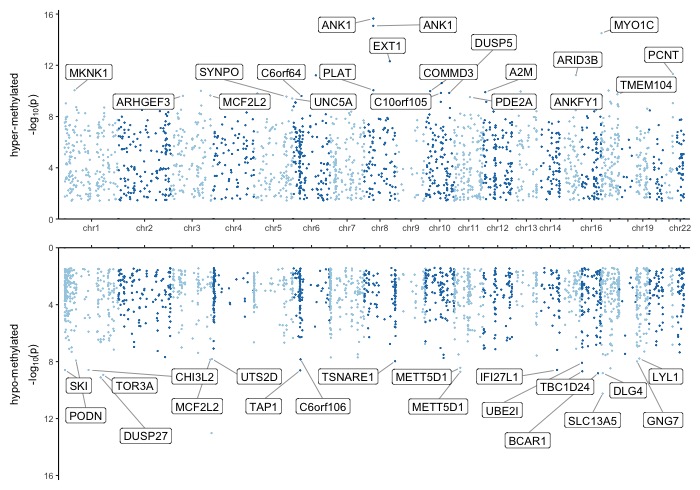 16
ANK1
ANK1
MYO1C
EXT1
DUSP5
PCNT
12
MKNK1
SYNPO
C6orf64
PLAT
COMMD3
A2M
ARID3B
TMEM104
ARHGEF3
MCF2L2
UNC5A
C10orf105
PDE2A
ANKFY1
hyper-methylated
-log10(p)
8
4
0
chr1
chr2
chr3
chr4
chr5
chr6
chr7
chr8
chr9
chr10
chr11
chr12
chr13
chr14
chr16
chr19
chr22
0
4
hypo-methylated
-log10(p)
8
SKI
TOR3A
CHI3L2
UTS2D
TSNARE1
METT5D1
IFI27L1
TBC1D24
DLG4
LYL1
PODN
MCF2L2
TAP1
C6orf106
METT5D1
UBE2I
SLC13A5
GNG7
12
DUSP27
BCAR1
16